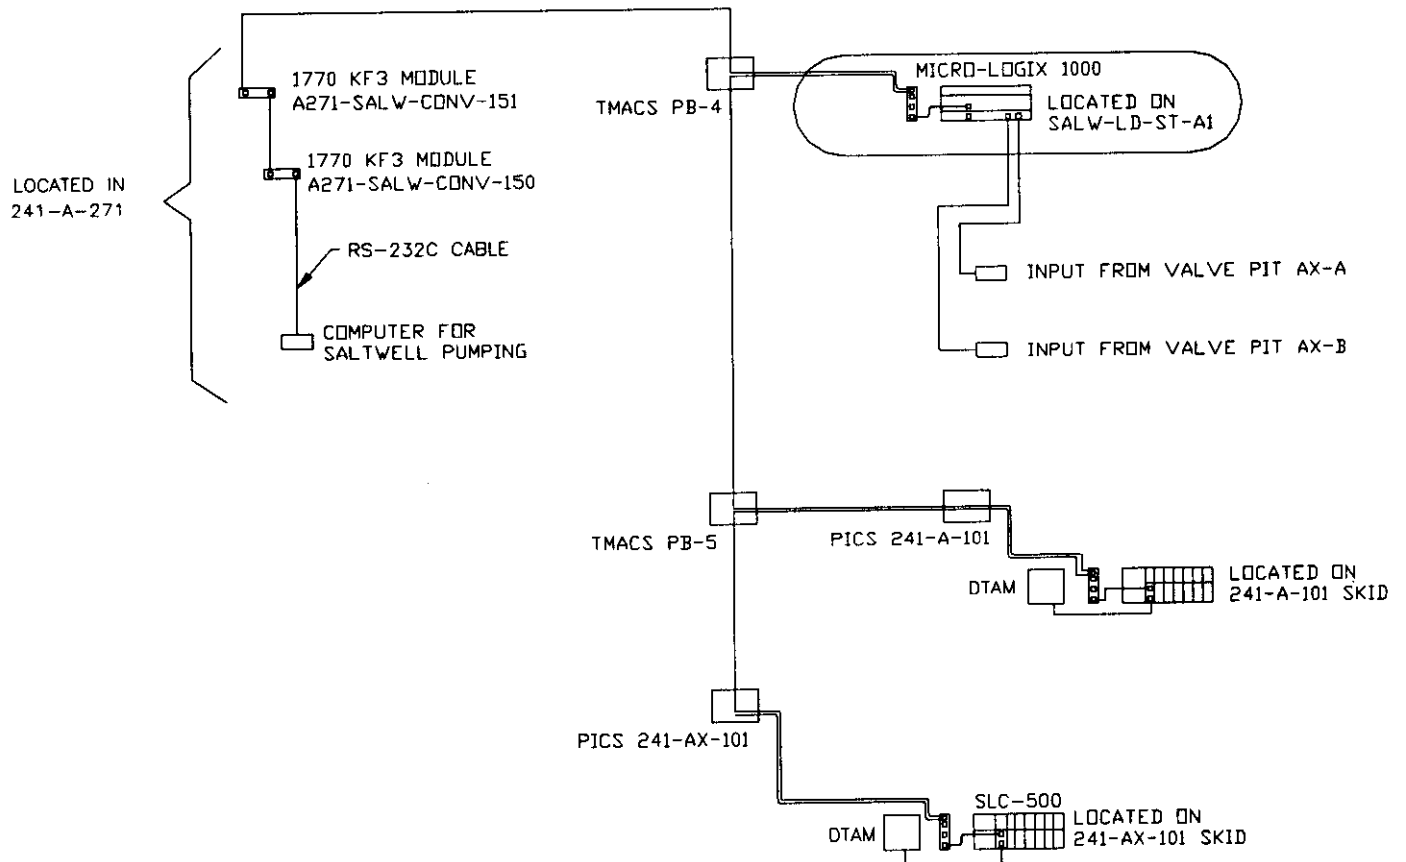 1770 KF3 MODULE
A271-SALW-CONV-151
1770 KF3 MODULE
A271-SALW-CONV-150
LOCATED IN
241-A-271
RS-232C CABLE
COMPUTER FOR
SALTWELL PUMPING
TMACS PB-4
MICRO-LOGIX 1000
LOCATED ON
SALW-LD-ST-A1
INPUT FROM VALVE PIT AX-A
INPUT FROM VALVE PIT AX-B
TMACS PB-5
PICS 241-A-101
DTAM
LOCATED ON
241-A-101 SKID
PICS 241-AX-101
SLC-500
DTAM
LOCATED ON
241-AX-101 SKID